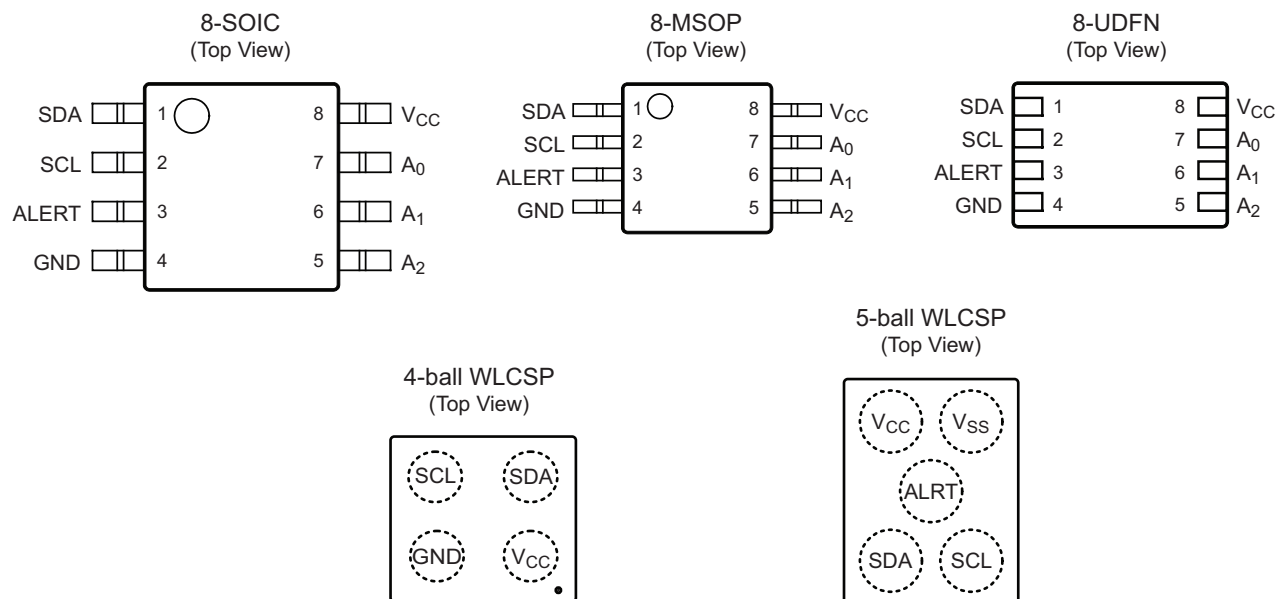 8-SOIC
(Top View)
SDA 1 8 VCC
SCL 2 7 A0
ALERT 3 6 A1
GND 4 5 A2
8-MSOP
(Top View)
SDA 1 8 VCC
SCL 2 7 A0
ALERT 3 6 A1
GND 4 5 A2
8-UDFN
(Top View)
SDA 1 8 VCC
SCL 2 7 A0
ALERT 3 6 A1
GND 4 5 A2
4-ball WLCSP
(Top View)
SCL SDA
GND VCC
5-ball WLCSP
(Top View)
VCC VSS
ALRT
SDA SCL